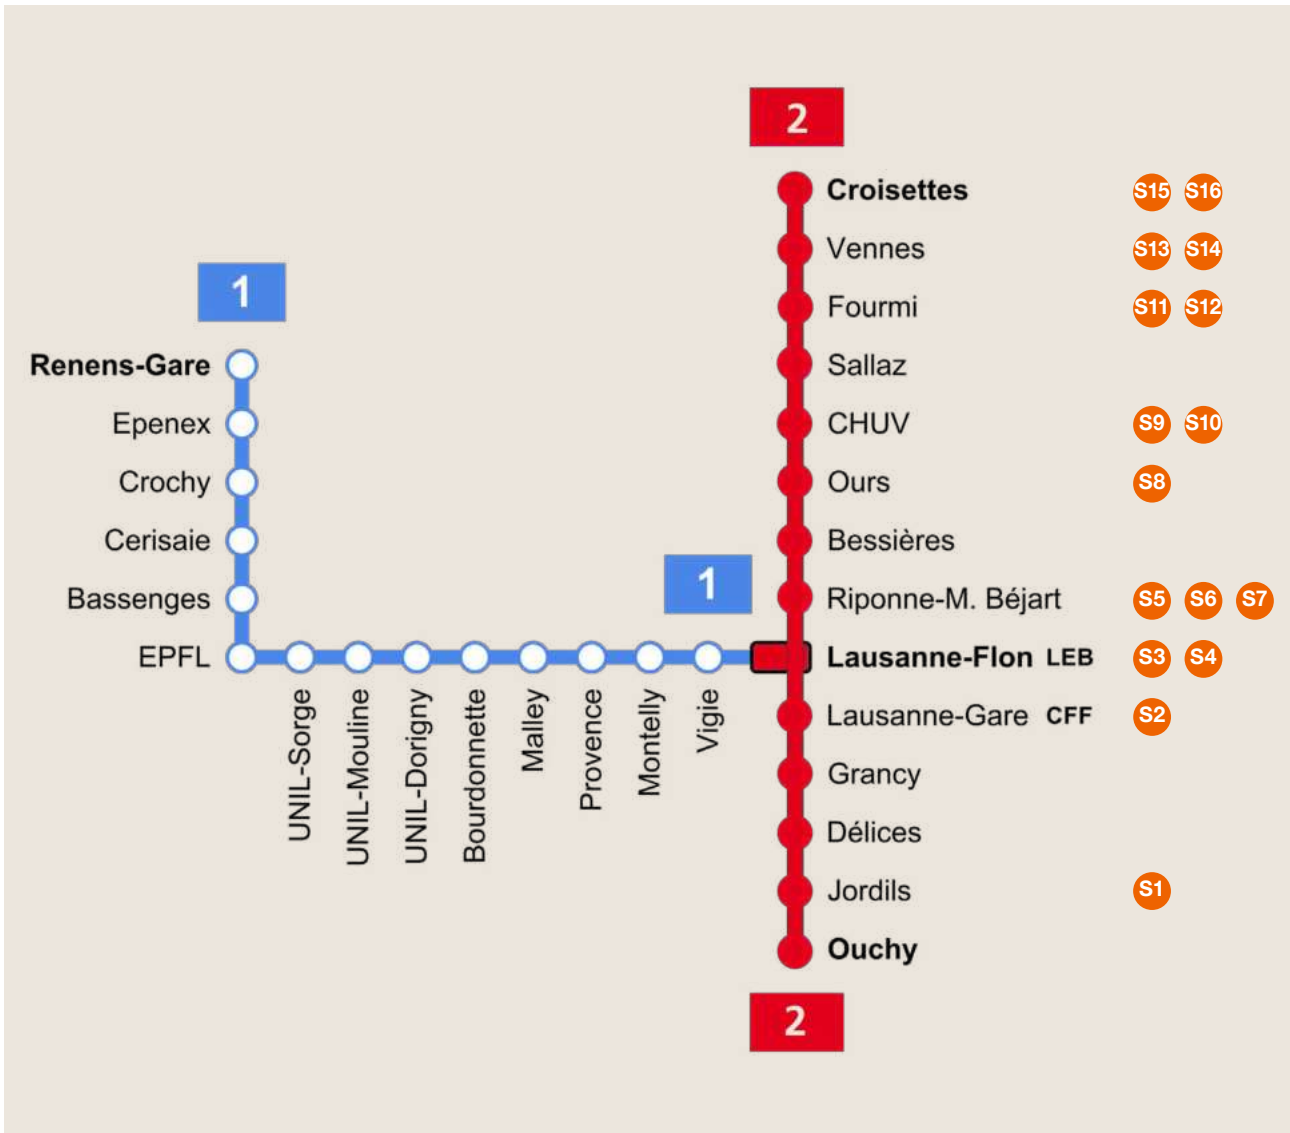 2
Croisettes S15 S16
Vennes S13 S14
1
Fourmi S11 S12
Renens-Gare
Sallaz
Epenex
CHUV S9 S10
Crochy
Ours S8
Cerisaie
Bessières
1
Bassenges
Riponne-M. Béjart S5 S6 S7
EPFL
Lausanne-Flon LEB S3 S4
UNIL-Sorge
UNIL-Mouline
UNIL-Dorigny
Bourdonnette
Malley
Provence
Montelly
Vigie
Lausanne-Gare CFF S2
Grancy
Délices
Jordils S1
Ouchy
2